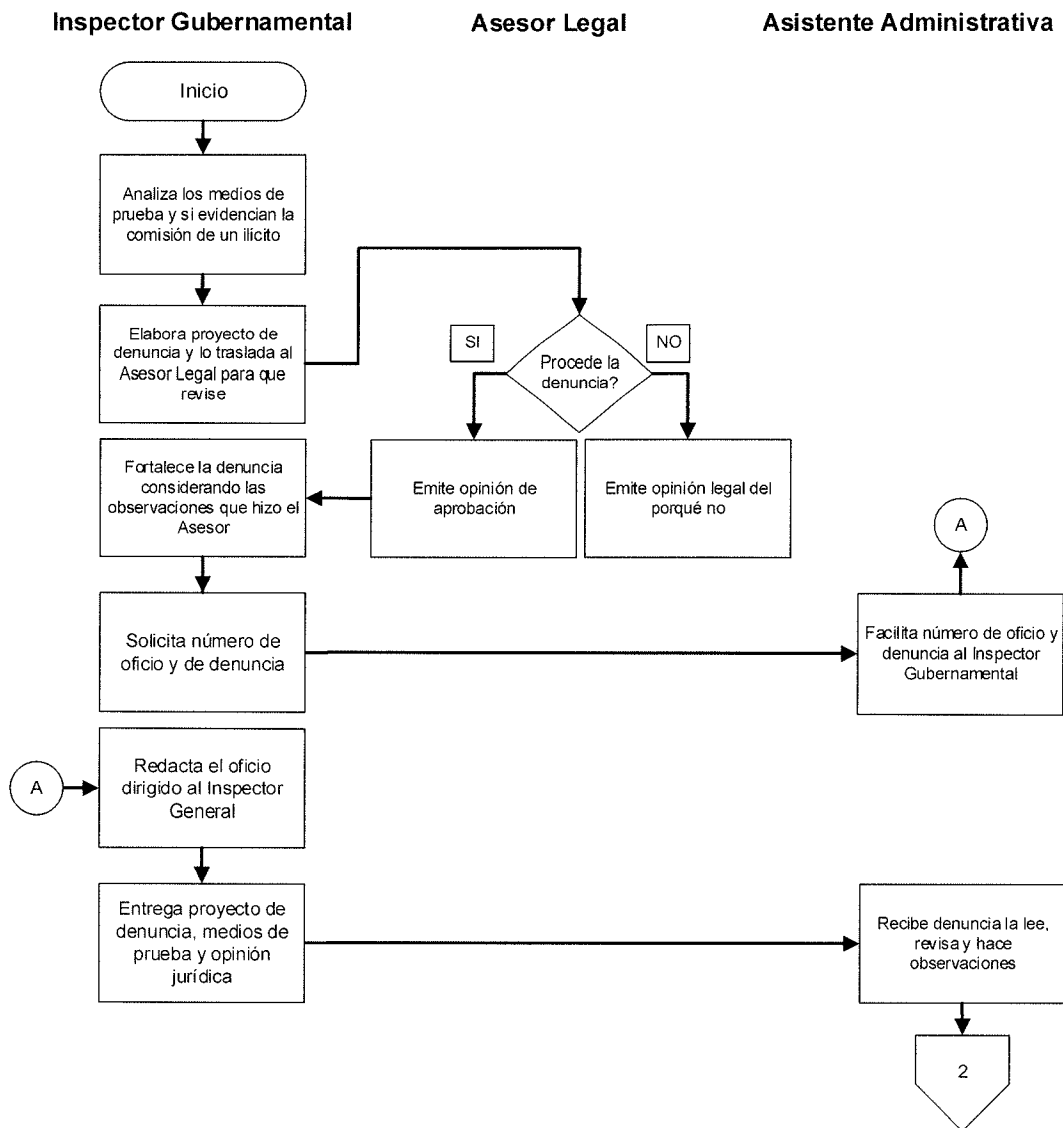 Inspector Gubernamental
Asesor Legal
Asistente Administrativa
Inicio
Analiza los medios de
prueba y si evidencian la
comisión de un ilícito
Elabora proyecto de
denuncia y lo traslada al
Asesor Legal para que
revise
SI
NO
Procede la
denuncia?
Fortalece la denuncia
considerando las
observaciones que hizo el
Asesor
Emite opinión de
aprobación
Emite opinión legal del
porqué no
A
Solicita número de
oficio y de denuncia
Facilita número de oficio y
denuncia al Inspector
Gubernamental
A
Redacta el oficio
dirigido al Inspector
General
Entrega proyecto de
denuncia, medios de
prueba y opinión
jurídica
Recibe denuncia la lee,
revisa y hace
observaciones
2